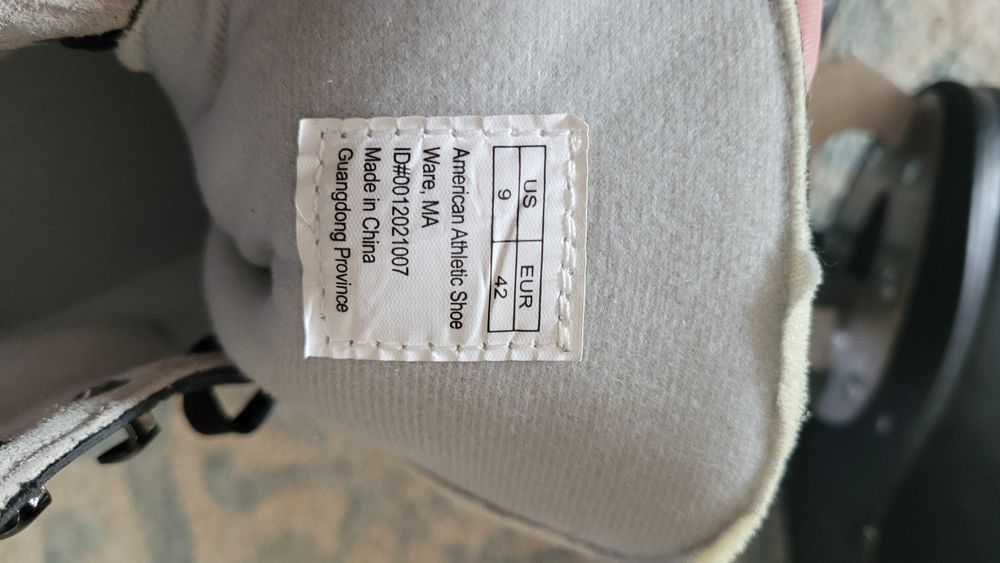 US EUR
9 42
American Athletic Shoe
Ware, MA
ID#0012021007
Made in China
Guangdong Province